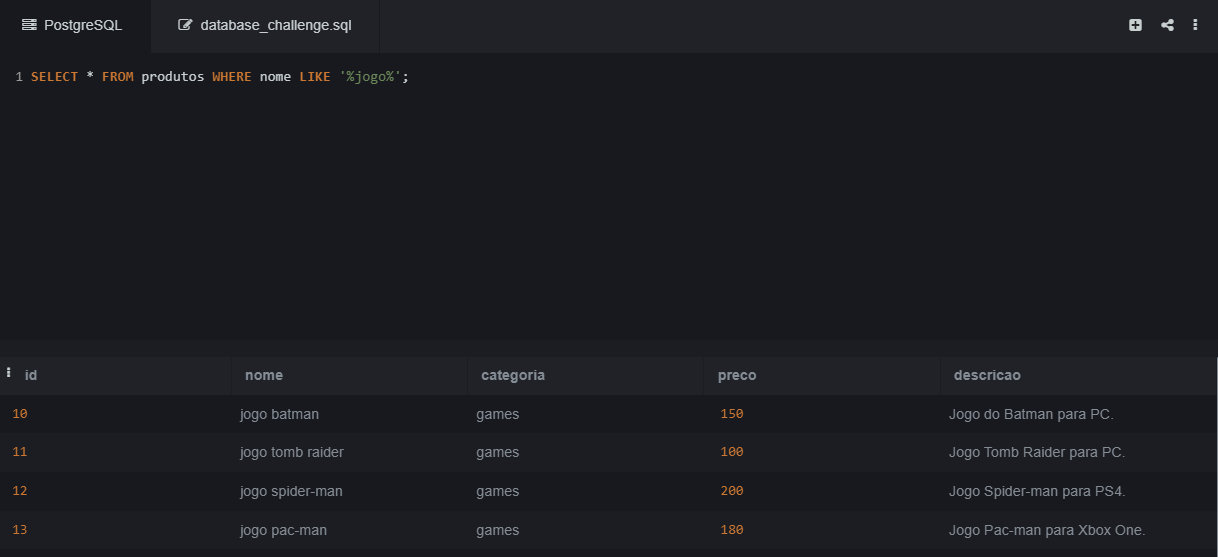 PostgreSQL database_challenge.sql
1 SELECT * FROM produtos WHERE nome LIKE '%jogo%';
id nome categoria preco descricao
10 jogo batman games 150 Jogo do Batman para PC.
11 jogo tomb raider games 100 Jogo Tomb Raider para PC.
12 jogo spider-man games 200 Jogo Spider-man para PS4.
13 jogo pac-man games 180 Jogo Pac-man para Xbox One.